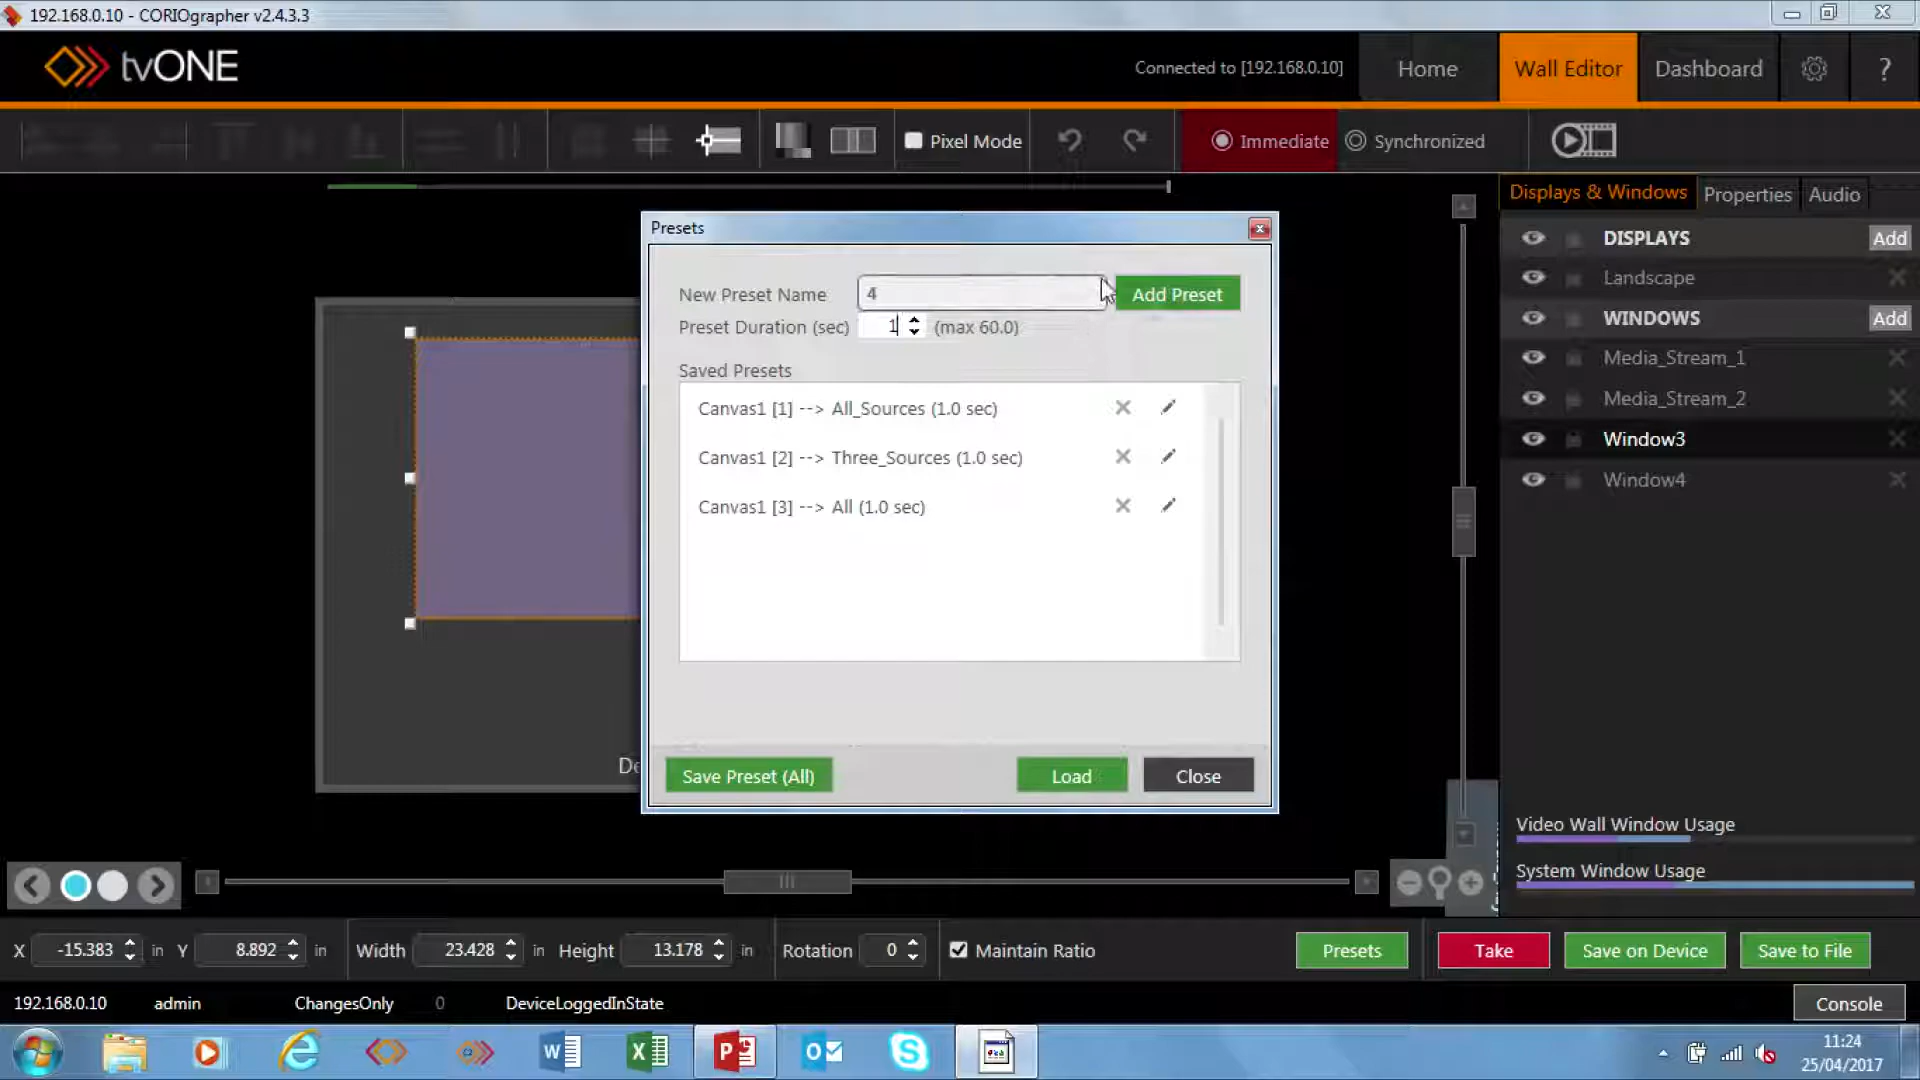 192.168.0.10 - CORIOgrapher v2.4.3.3
tvONE
Connected to [192.168.0.10]
Home
Wall Editor
Dashboard
?
Pixel Mode
Immediate
Synchronized
Displays & Windows
Properties
Audio
DISPLAYS
Add
Landscape
WINDOWS
Add
Media_Stream_1
Media_Stream_2
Window3
Window4
Presets
New Preset Name
4
Add Preset
Preset Duration (sec)
1
(max 60.0)
Saved Presets
Canvas1 [1] --> All_Sources (1.0 sec)
Canvas1 [2] --> Three_Sources (1.0 sec)
Canvas1 [3] --> All (1.0 sec)
Save Preset (All)
Load
Close
Video Wall Window Usage
System Window Usage
X -15.383 in Y 8.892 in Width 23.428 in Height 13.178 in Rotation 0 Maintain Ratio
Presets
Take
Save on Device
Save to File
192.168.0.10 admin ChangesOnly 0 DeviceLoggedInState
Console
11:24
25/04/2017